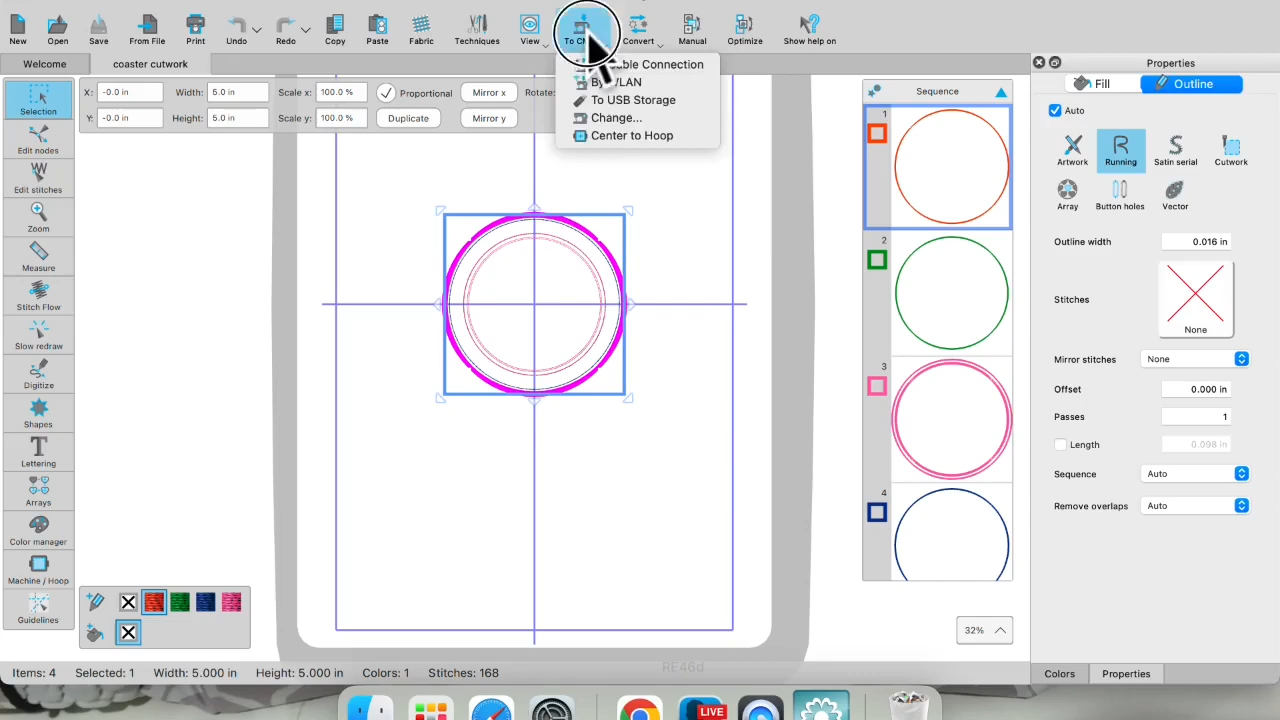 New Open Save From File Print Undo Redo Copy Paste Fabric Techniques View Convert Manual Optimize Show help on
Welcome
coaster cutwork
X: -0.0 in Width: 5.0 in Scale x: 100.0 % Proportional Mirror x Rotate:
Y: -0.0 in Height: 5.0 in Scale y: 100.0 % Duplicate Mirror y
Connection
To USB Storage
Change...
Center to Hoop
Selection
Edit nodes
Edit stitches
Zoom
Measure
Stitch Flow
Slow redraw
Digitize
Shapes
Lettering
Arrays
Color manager
Machine / Hoop
Guidelines
Sequence
1
2
3
4
32%
RE46d
Properties
Fill Outline
Auto
Artwork Running Satin serial Cutwork
Array Button holes Vector
Outline width 0.016 in
Stitches
None
Mirror stitches None
Offset 0.000 in
Passes 1
Length 0.098 in
Sequence Auto
Remove overlaps Auto
Colors Properties
Items: 4 Selected: 1 Width: 5.000 in Height: 5.000 in Colors: 1 Stitches: 168
LIVE